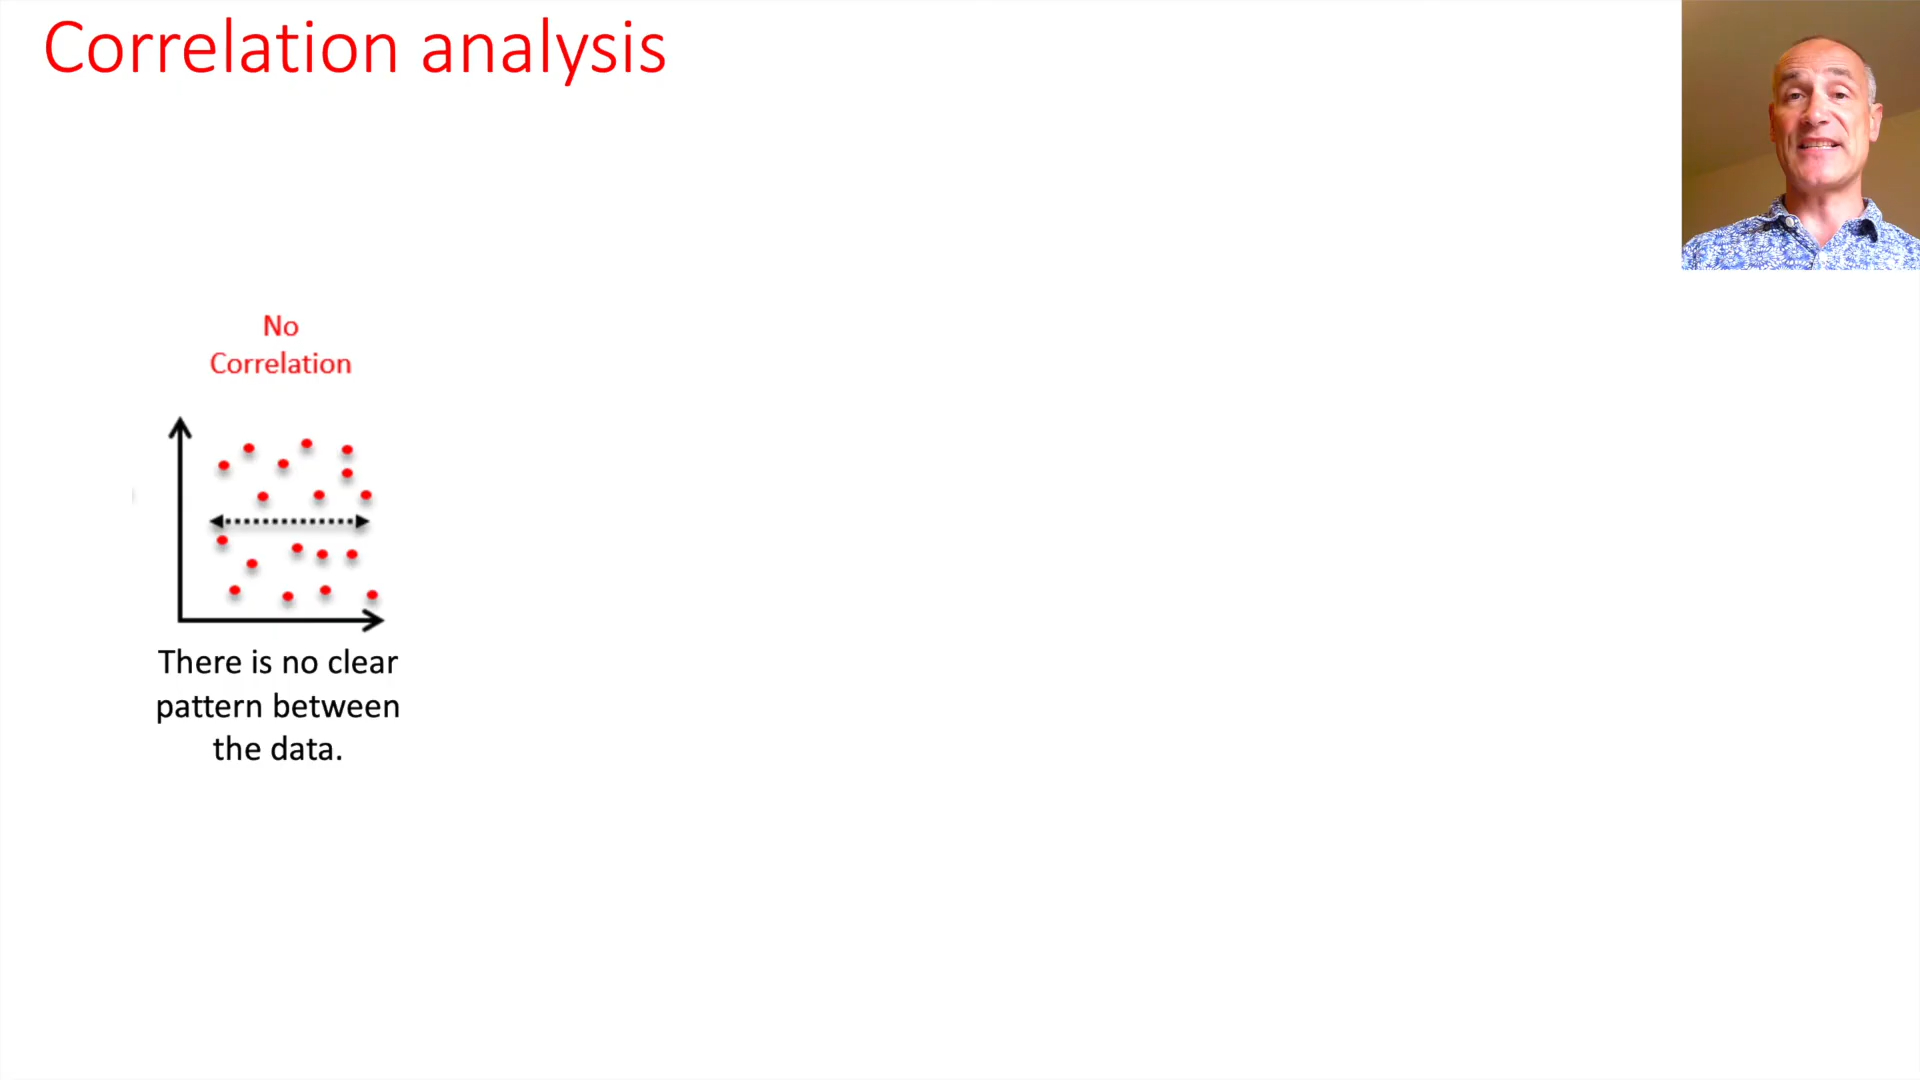 Correlation analysis
No
Correlation
There is no clear
pattern between
the data.